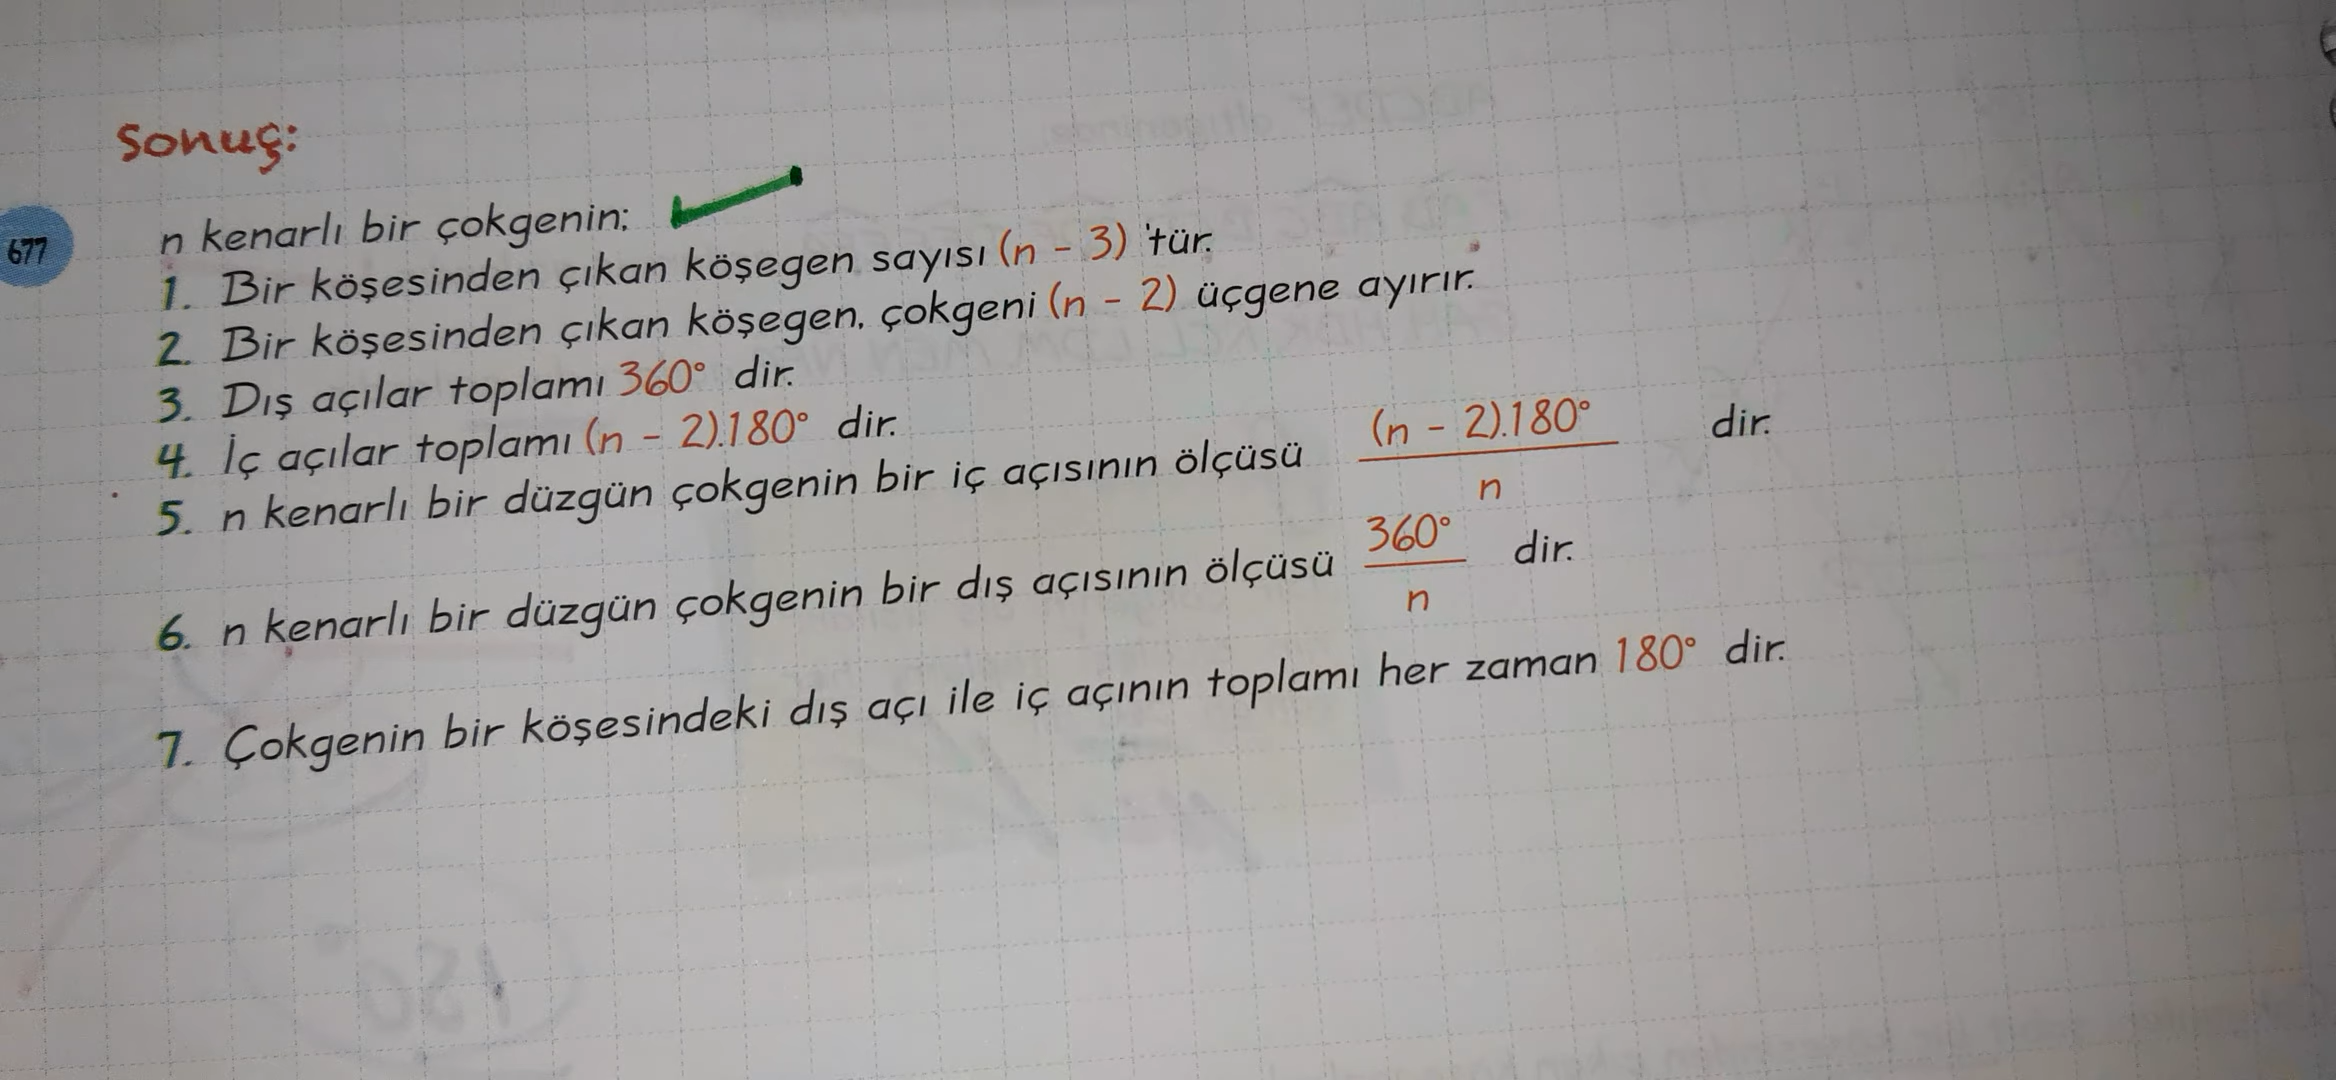 Sonuç:
677
n kenarlı bir çokgenin;
1. Bir köşesinden çıkan köşegen sayısı (n - 3) 'tür.
2. Bir köşesinden çıkan köşegen, çokgeni (n - 2) üçgene ayırır.
3. Dış açılar toplamı 360° dir.
4. İç açılar toplamı (n - 2).180° dir.
5. n kenarlı bir düzgün çokgenin bir iç açısının ölçüsü (n - 2).180° / n dir.
6. n kenarlı bir düzgün çokgenin bir dış açısının ölçüsü 360° / n dir.
7. Çokgenin bir köşesindeki dış açı ile iç açının toplamı her zaman 180° dir.